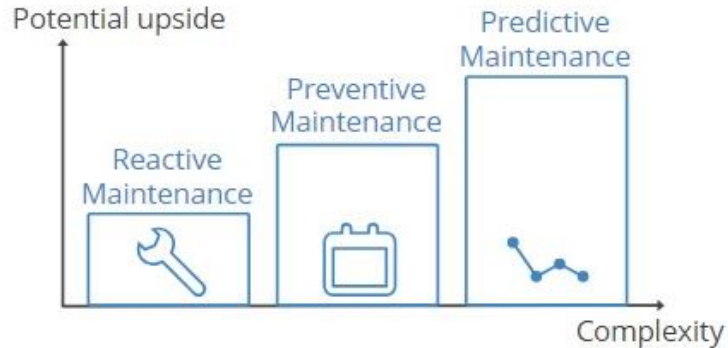 Potential upside
Predictive
Maintenance
Preventive
Maintenance
Reactive
Maintenance
Complexity